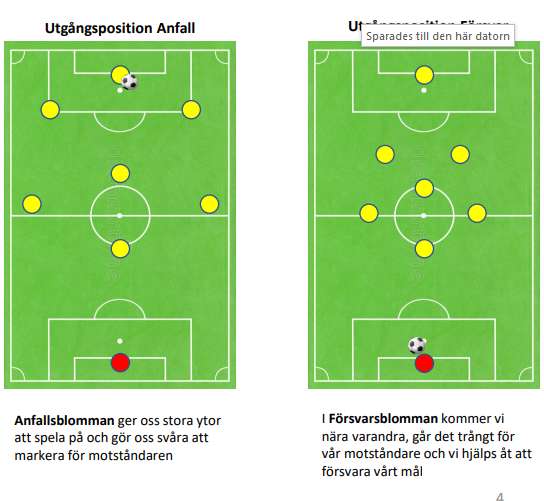 Utgångsposition Anfall
Sparades till den här datorn
Anfallsblomman ger oss stora ytor
att spela på och gör oss svåra att
markera för motståndaren
I Försvarsblomman kommer vi
nära varandra, går det trångt för
vår motståndare och vi hjälps åt att
försvara vårt mål
4